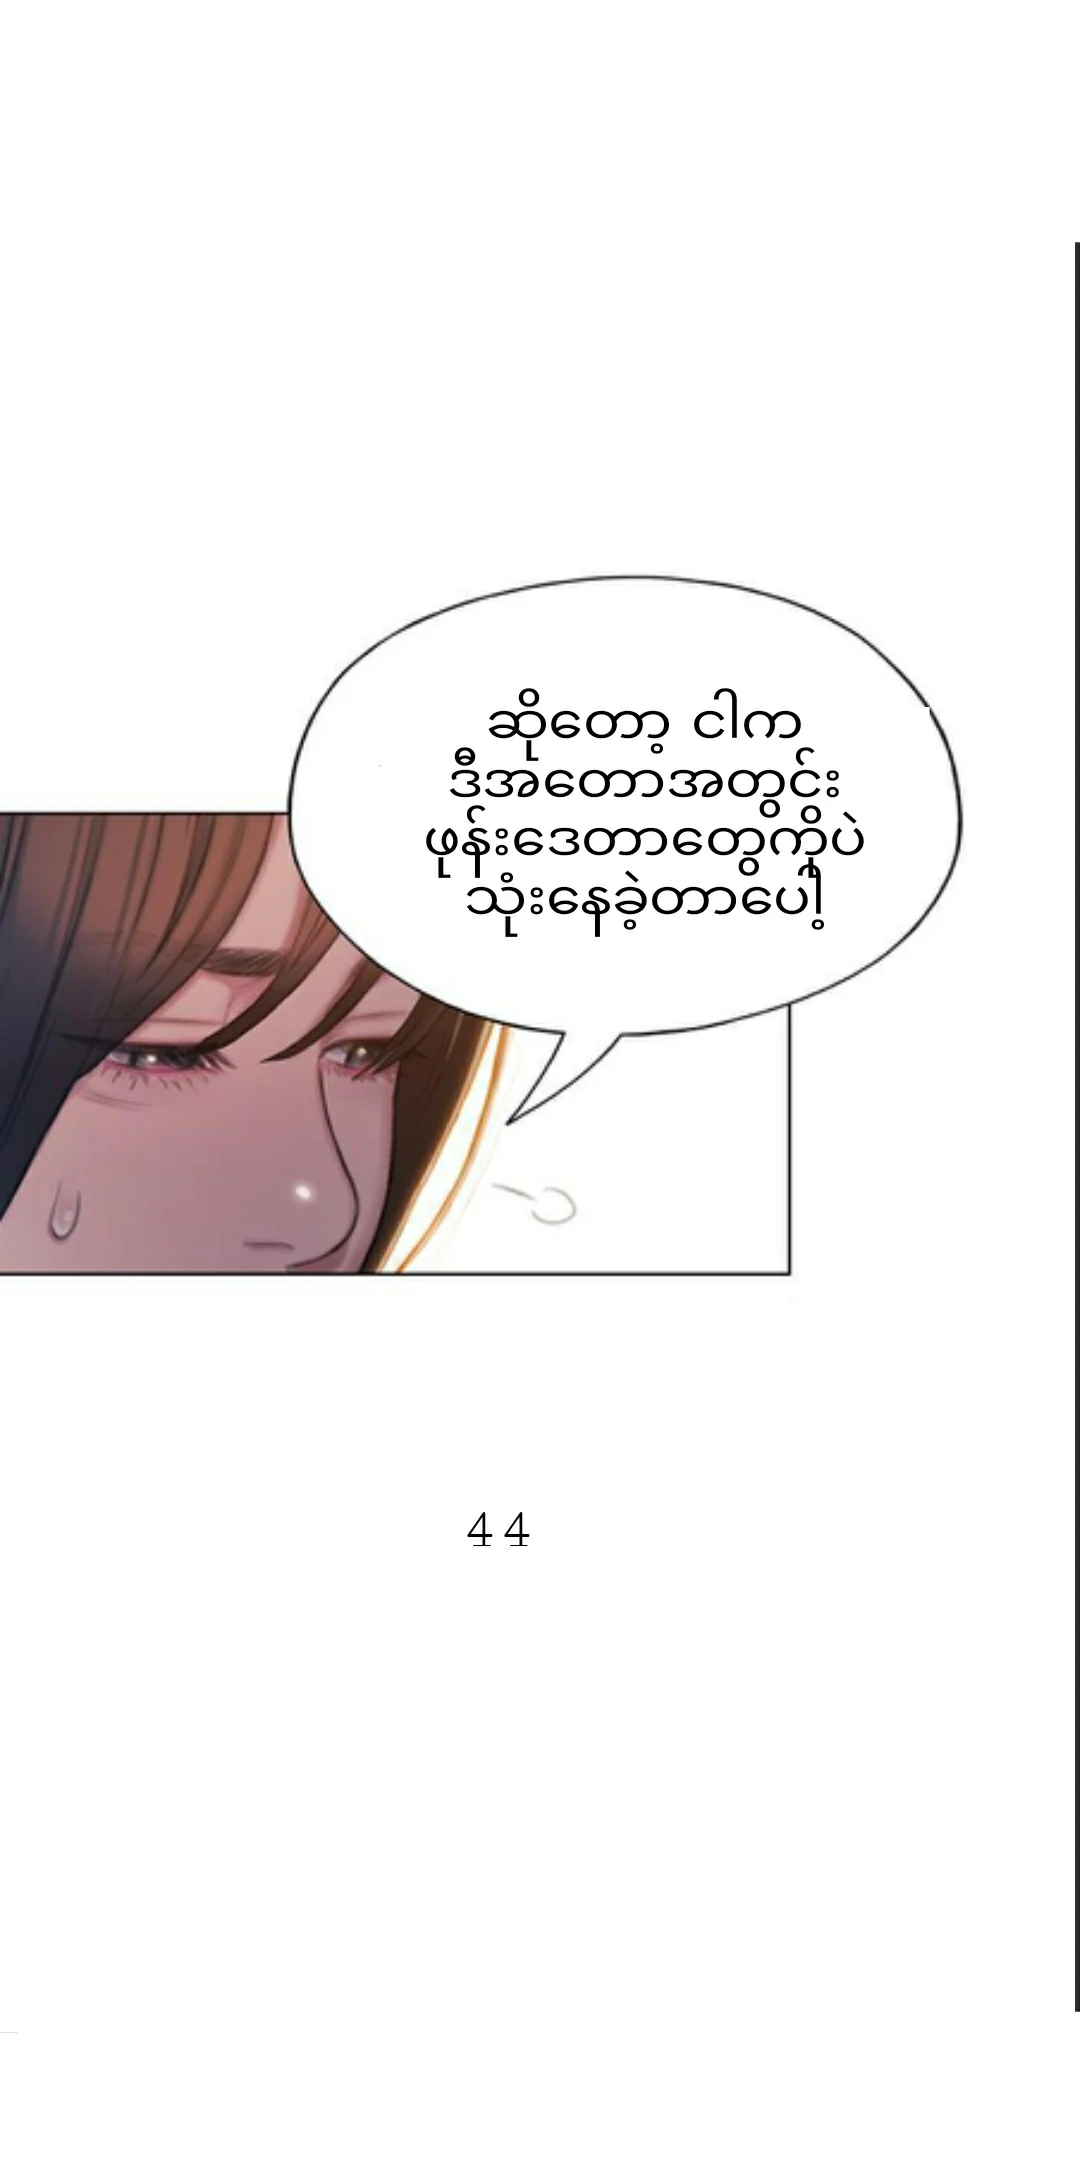 ဆိုတော့ ငါက
ဒီအတောအတွင်း
ဖုန်းဒေတာတွေကိုပဲ
သုံးနေခဲ့တာပေါ့
44